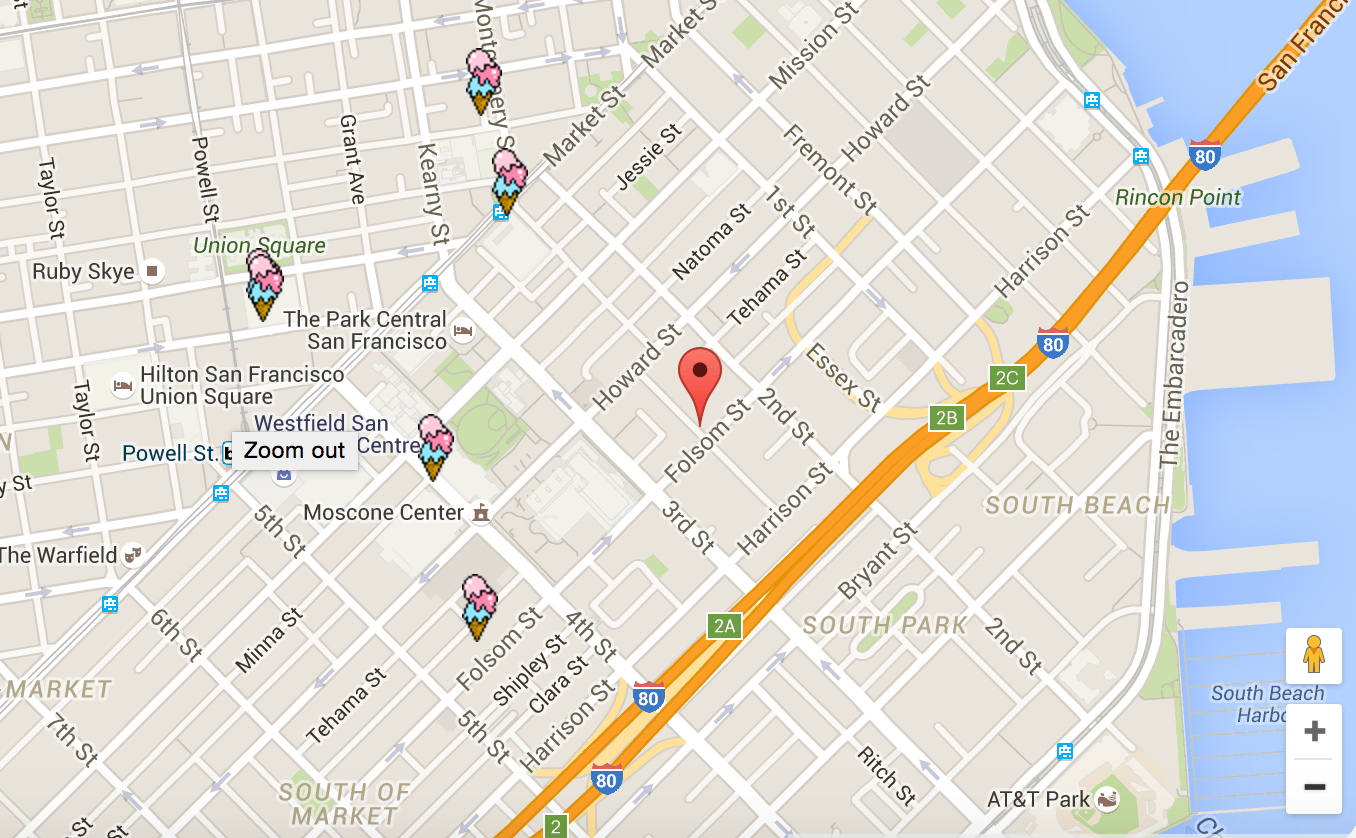 Montgomery St
Market St
Mission St
San Franci
Market St
Jessie St
Fremont St
Howard St
80
Rincon Point
Grant Ave
Kearny St
Powell St
Taylor St
1st St
Natoma St
Tehama St
Harrison St
Union Square
Ruby Skye
The Park Central
San Francisco
Howard St
Essex St
80
The Embarcadero
Hilton San Francisco
Union Square
Taylor St
2C
2B
2nd St
Folsom St
Westfield San
Centre
Powell St.
Zoom out
y St
Moscone Center
5th St
3rd St
Harrison St
SOUTH BEACH
Bryant St
The Warfield
6th St
Minna St
4th St
Folsom St
Shipley St
Clara St
2A
SOUTH PARK
2nd St
MARKET
7th St
Tehama St
5th St
Harrison St
80
South Beach
Harbo
+
−
80
Ritch St
SOUTH OF
MARKET
AT&T Park
2
St
St